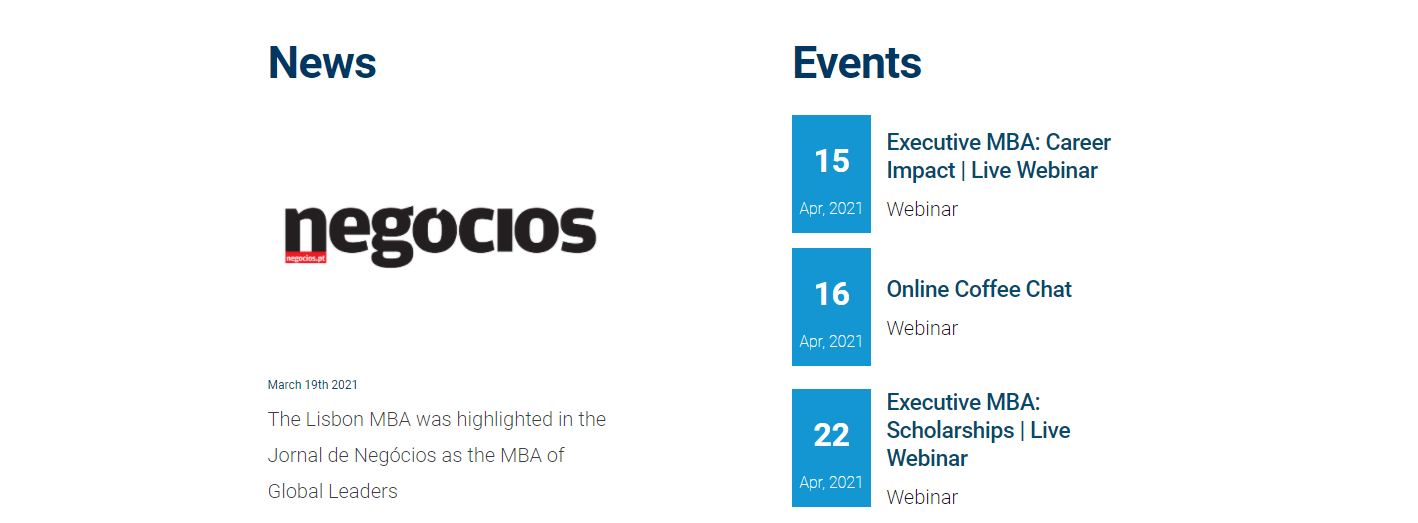 News
negocios
negocios.pt
March 19th 2021
The Lisbon MBA was highlighted in the
Jornal de Negócios as the MBA of
Global Leaders
Events
15
Apr, 2021
Executive MBA: Career
Impact | Live Webinar
Webinar
16
Apr, 2021
Online Coffee Chat
Webinar
22
Apr, 2021
Executive MBA:
Scholarships | Live
Webinar
Webinar